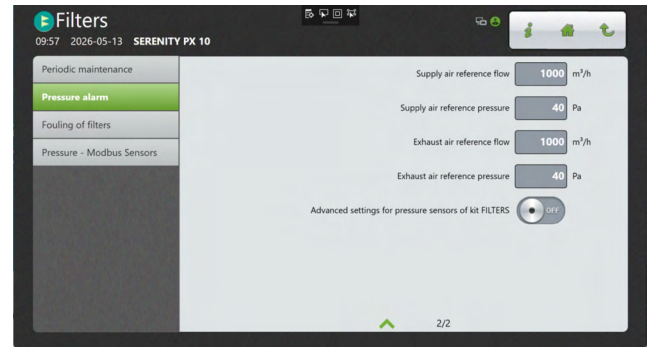 Filters
09:57 2026-05-13 SERENITY PX 10
Periodic maintenance
Pressure alarm
Fouling of filters
Pressure - Modbus Sensors
Supply air reference flow 1000 m³/h
Supply air reference pressure 40 Pa
Exhaust air reference flow 1000 m³/h
Exhaust air reference pressure 40 Pa
Advanced settings for pressure sensors of kit FILTERS OFF
2/2